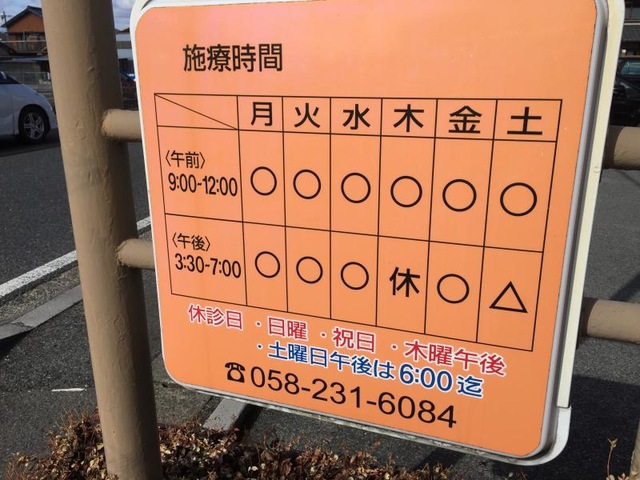 施療時間
月 火 水 木 金 土
〈午前〉
9:00-12:00 ○ ○ ○ ○ ○ ○
〈午後〉
3:30-7:00 ○ ○ ○ 休 ○ △
休診日・日曜・祝日・木曜午後
・土曜日午後は6:00迄
☎058-231-6084